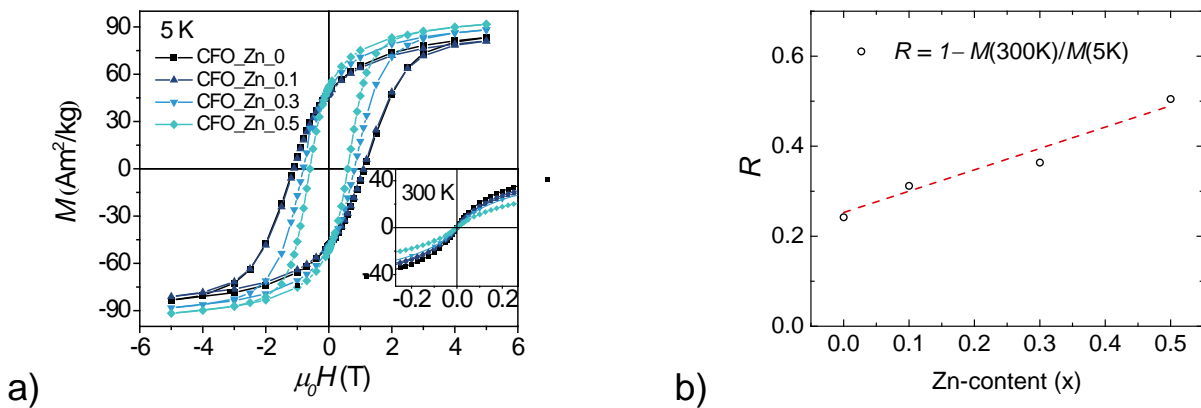 5 K
CFO_Zn_0
CFO_Zn_0.1
CFO_Zn_0.3
CFO_Zn_0.5
M (Am²/kg)
90
60
30
0
-30
-60
-90
-6 -4 -2 0 2 4 6
μ₀H (T)
300 K
40
0
-40
-0.2 0.0 0.2
a)
R = 1– M(300K)/M(5K)
R
0.6
0.4
0.2
0.0
0.0 0.1 0.2 0.3 0.4 0.5
Zn-content (x)
b)